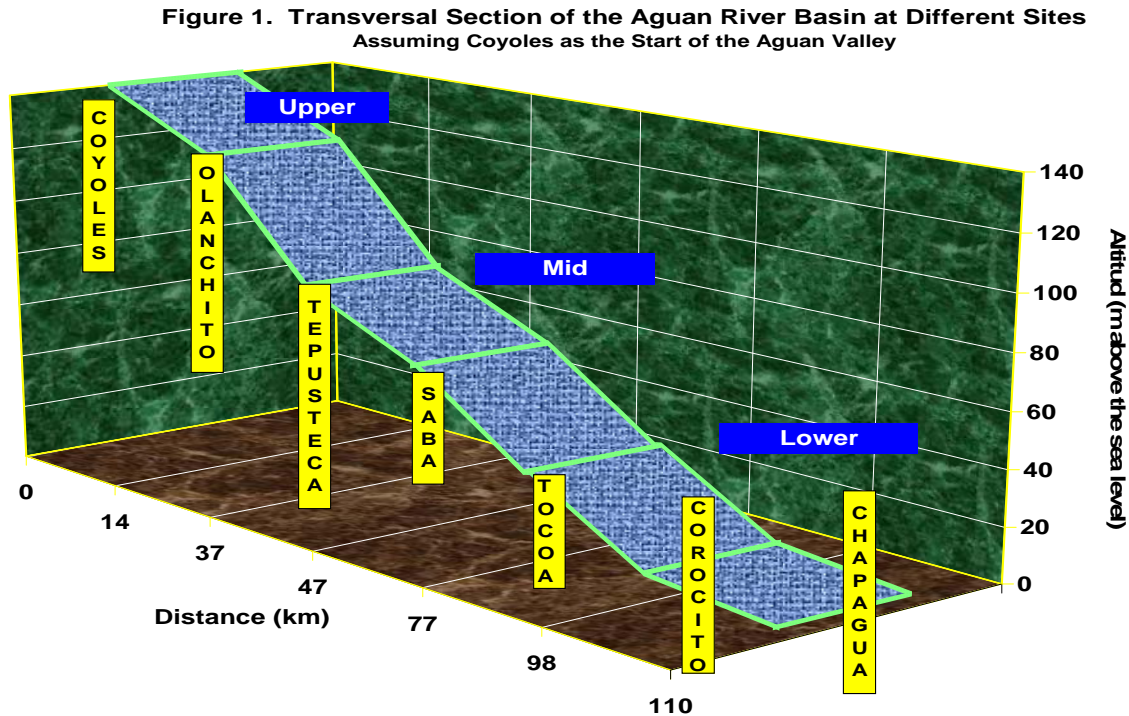 Figure 1. Transversal Section of the Aguan River Basin at Different Sites
Assuming Coyoles as the Start of the Aguan Valley
Upper
Mid
Lower
COYOLES
OLANCHITO
TEPUSTECA
SABA
TOCOA
COROCITO
CHAPAGUA
140
120
100
80
60
40
20
0
Altitud (m above the sea level)
0
14
37
47
77
98
110
Distance (km)